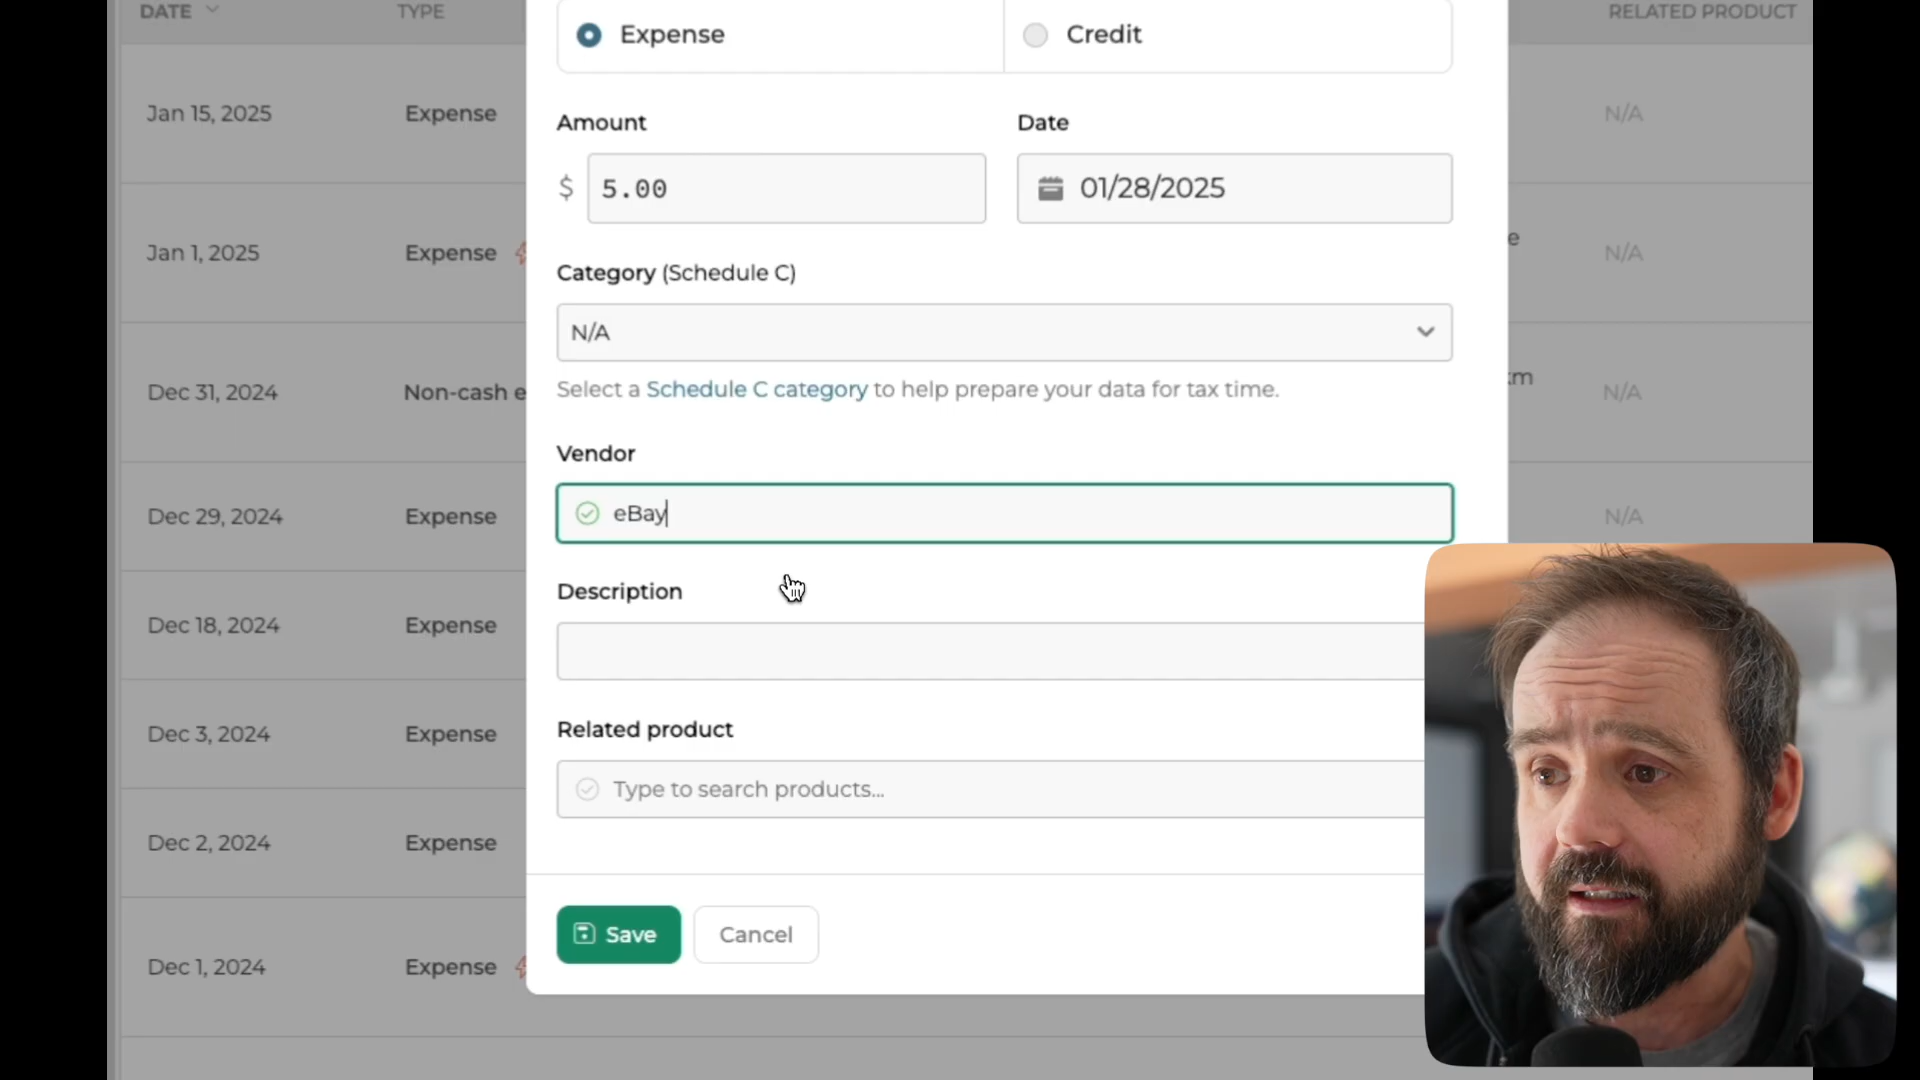 DATE TYPE RELATED PRODUCT
Expense Credit
Jan 15, 2025 Expense N/A
Amount Date
$ 5.00 01/28/2025
Jan 1, 2025 Expense e N/A
Category (Schedule C)
N/A
Dec 31, 2024 Non-cash e N/A
Select a Schedule C category to help prepare your data for tax time.
Vendor
eBay
Dec 29, 2024 Expense N/A
Description
Dec 18, 2024 Expense
Related product
Dec 3, 2024 Expense
Type to search products...
Dec 2, 2024 Expense
Save Cancel
Dec 1, 2024 Expense